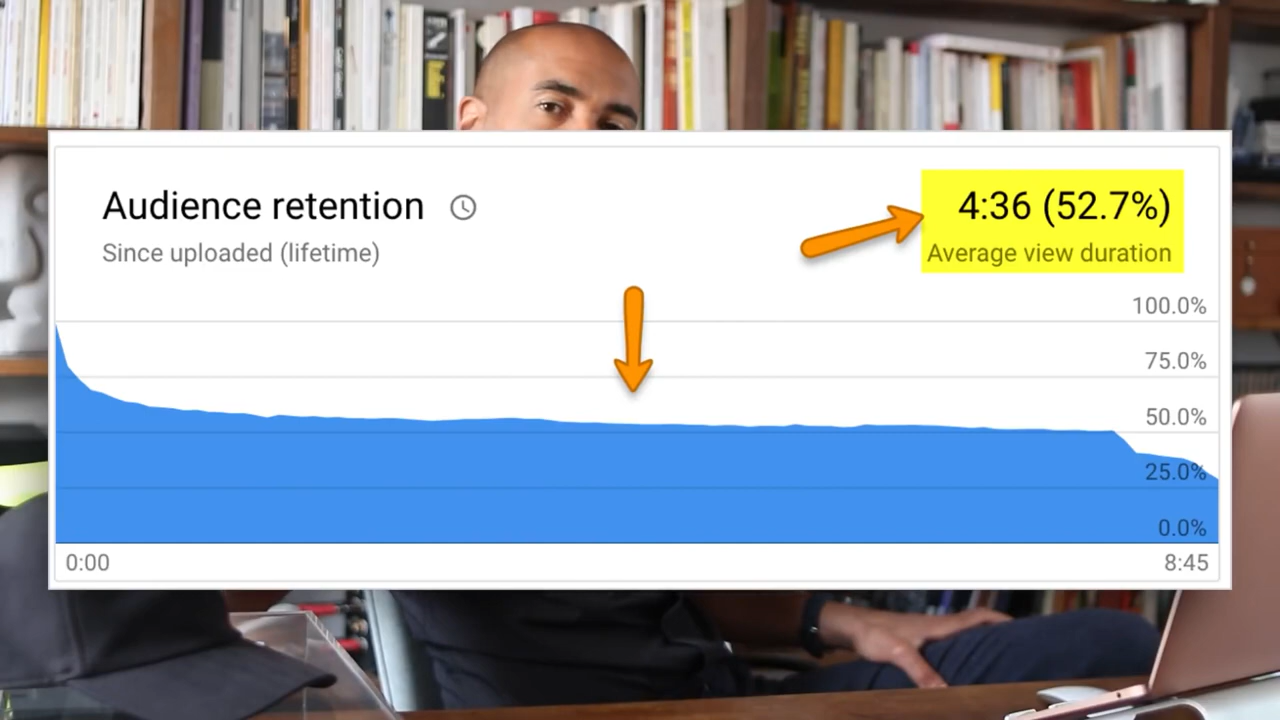 Audience retention
Since uploaded (lifetime)
4:36 (52.7%)
Average view duration
100.0%
75.0%
50.0%
25.0%
0.0%
0:00
8:45